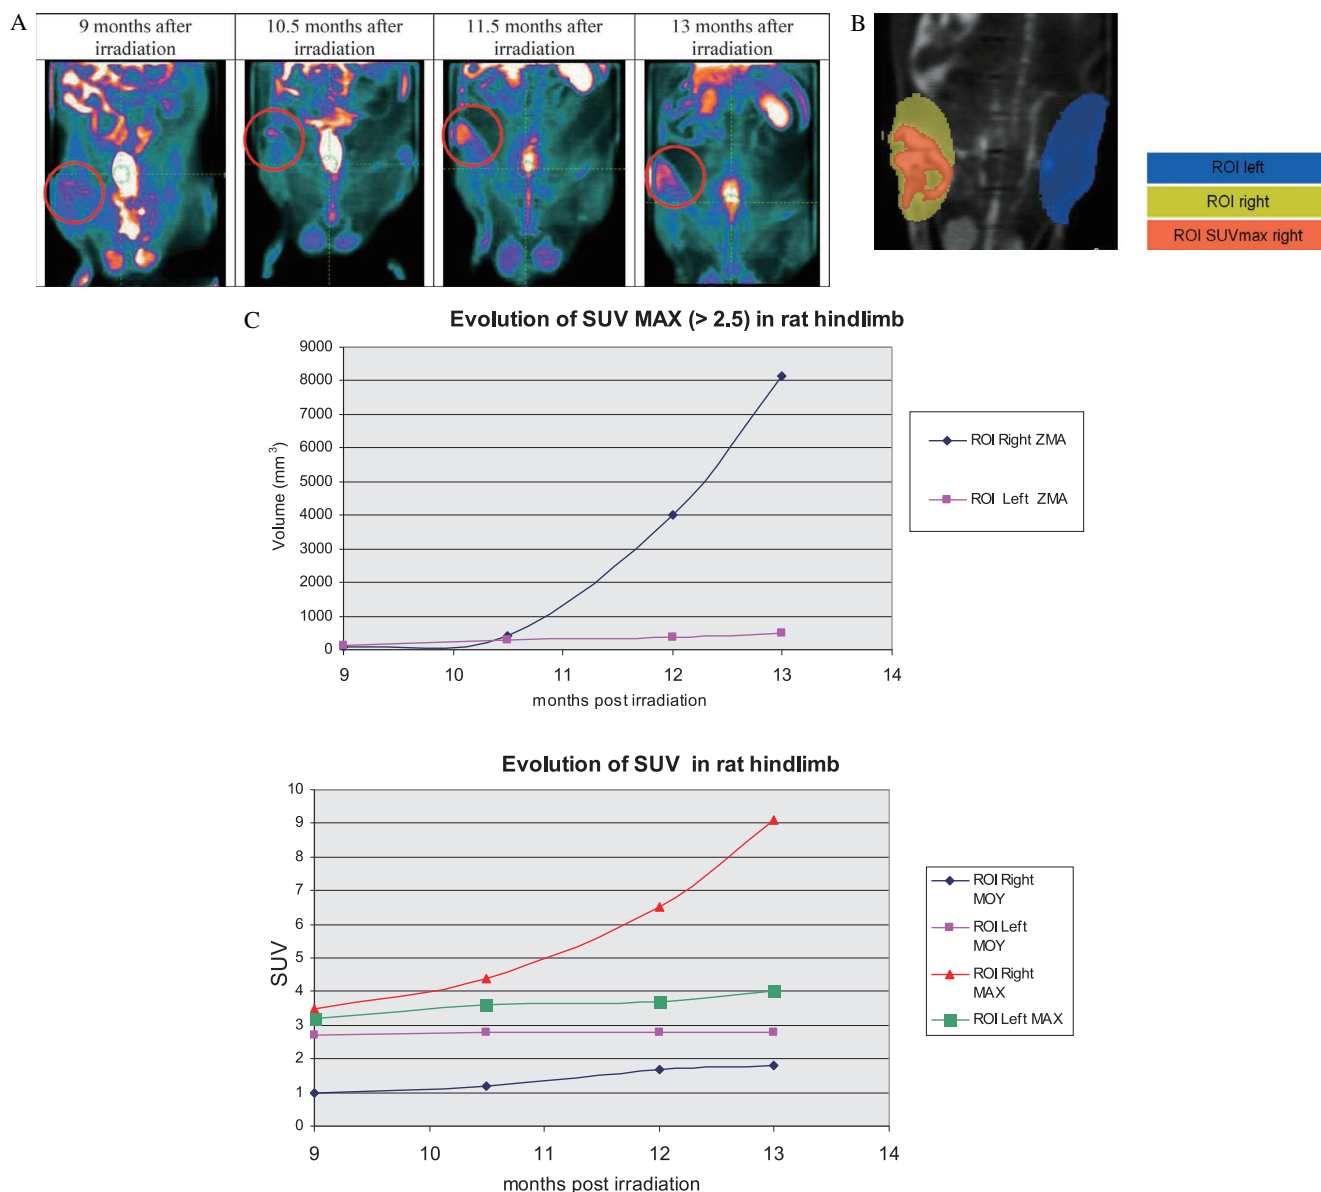 A
9 months after
irradiation
10.5 months after
irradiation
11.5 months after
irradiation
13 months after
irradiation
B
ROI left
ROI right
ROI SUVmax right
C
Evolution of SUV MAX (> 2.5) in rat hindlimb
9000
8000
7000
6000
5000
4000
3000
2000
1000
0
Volume (mm³)
9 10 11 12 13 14
months post irradiation
ROI Right ZMA
ROI Left ZMA
Evolution of SUV in rat hindlimb
10
9
8
7
6
5
4
3
2
1
0
SUV
9 10 11 12 13 14
months post irradiation
ROI Right
MOY
ROI Left
MOY
ROI Right
MAX
ROI Left MAX